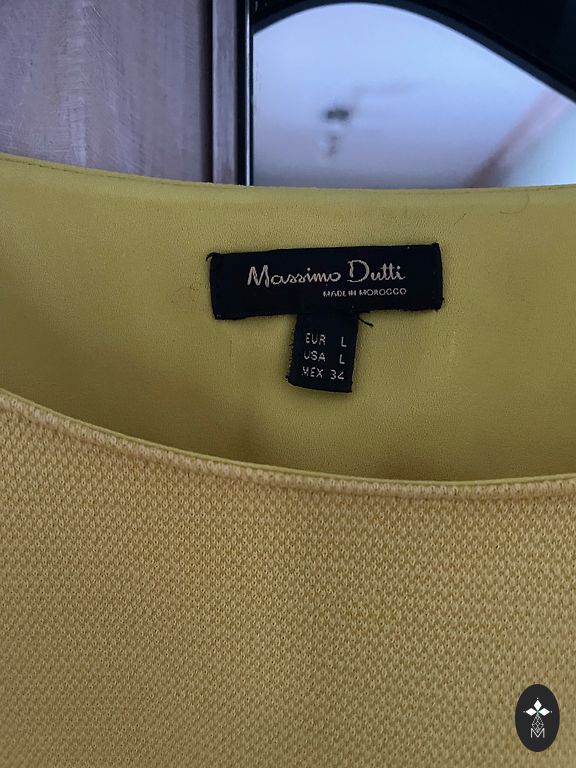 Massimo Dutti
MADE IN MOROCCO
EUR L
USA L
MEX 34
M